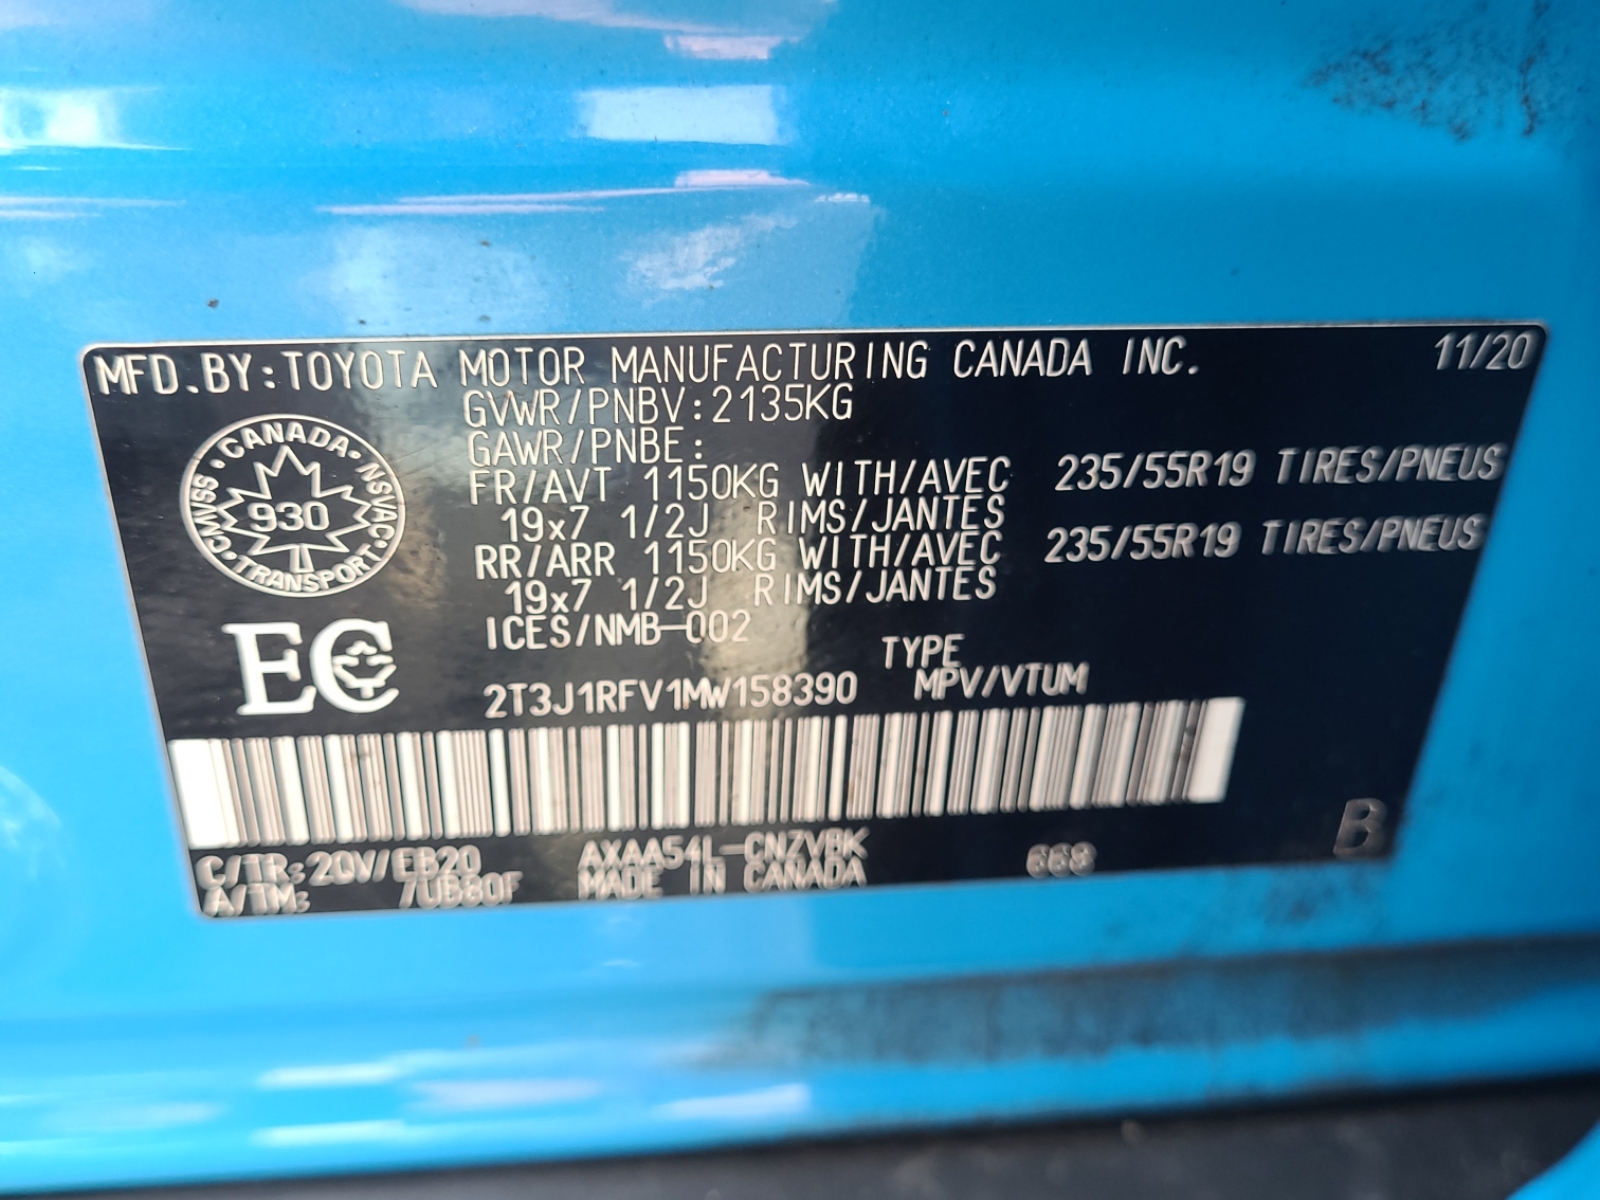 MFD.BY:TOYOTA MOTOR MANUFACTURING CANADA INC. 11/20
GVWR/PNBV:2135KG
GAWR/PNBE:
FR/AVT 1150KG WITH/AVEC 235/55R19 TIRES/PNEUS
19x7 1/2J RIMS/JANTES
RR/ARR 1150KG WITH/AVEC 235/55R19 TIRES/PNEUS
19x7 1/2J RIMS/JANTES
ICES/NMB-002
CANADA
NSVAC
TRANSPORT
CMVSS
930
EC
TYPE
2T3J1RFV1MW158390 MPV/VTUM
C/TR:2QV/EB20 AXAA54L-CNZVBK 668 B
A/TM: /UB80F MADE IN CANADA